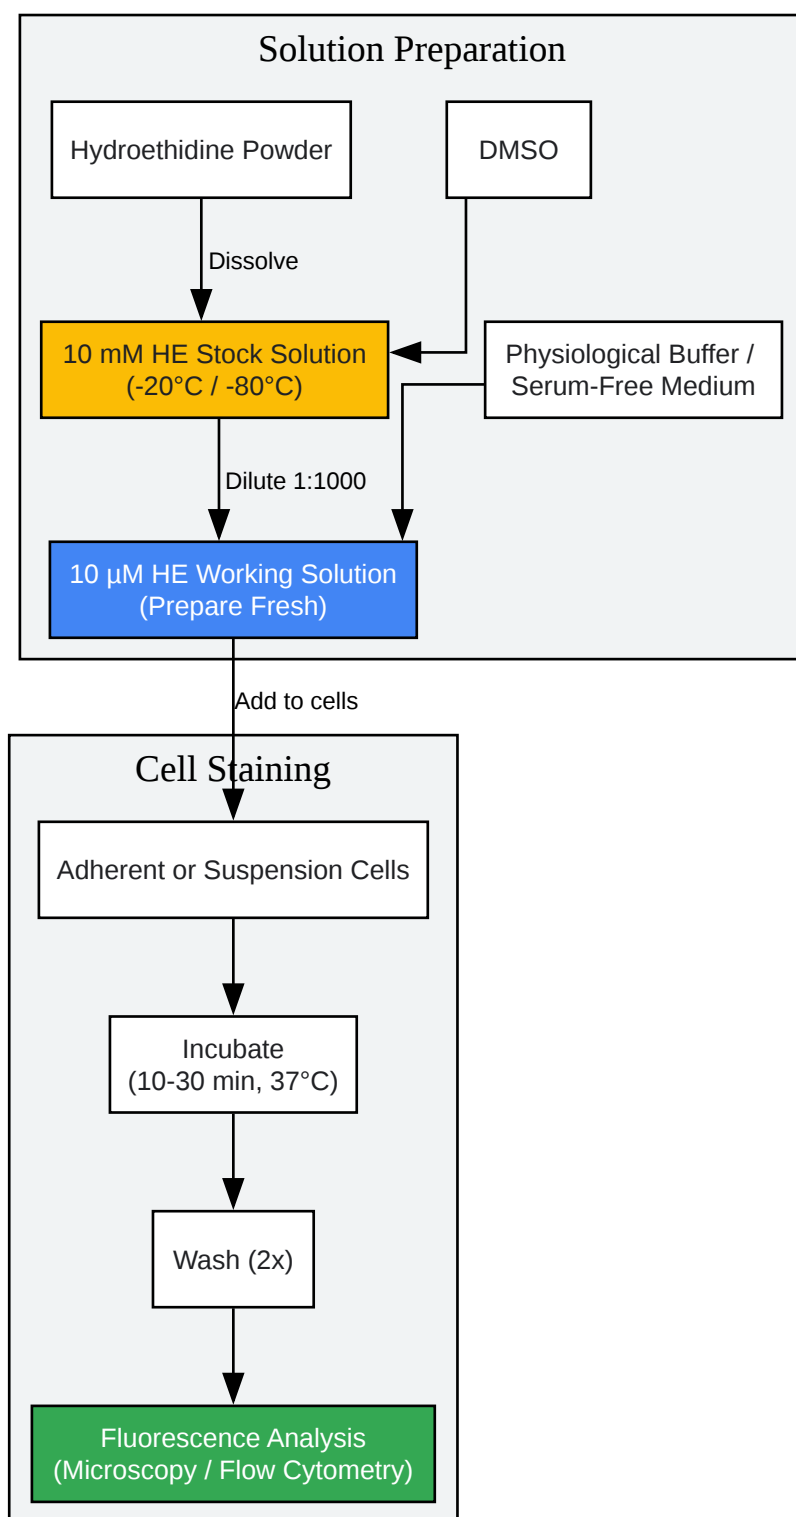 Solution Preparation
Hydroethidine Powder
DMSO
Dissolve
10 mM HE Stock Solution
(-20°C / -80°C)
Physiological Buffer /
Serum-Free Medium
Dilute 1:1000
10 µM HE Working Solution
(Prepare Fresh)
Add to cells
Cell Staining
Adherent or Suspension Cells
Incubate
(10-30 min, 37°C)
Wash (2x)
Fluorescence Analysis
(Microscopy / Flow Cytometry)